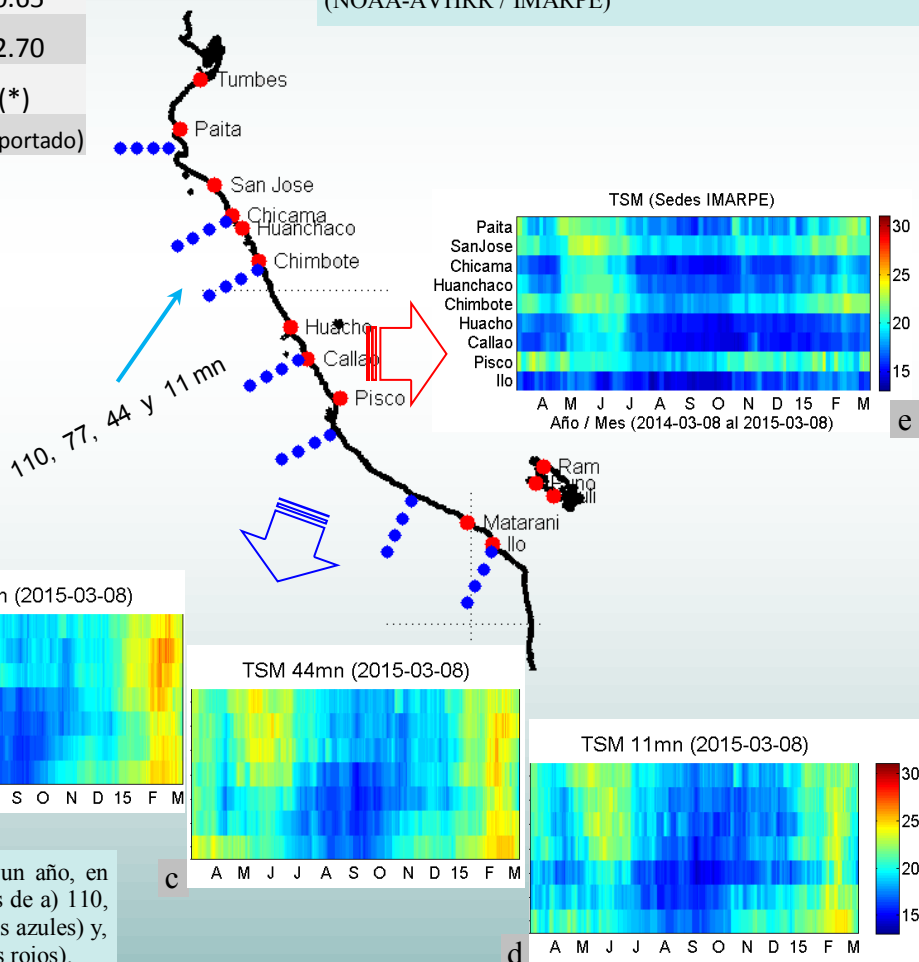 2.70
(*)
portado)
(NOAA-AVHRR / IMARPE)
Tumbes
Paita
San Jose
Chicama
Huanchaco
Chimbote
Huacho
Callao
Pisco
110, 77, 44 y 11 mn
Ram
Matarani
Ilo
TSM (Sedes IMARPE)
Paita
SanJose
Chicama
Huanchaco
Chimbote
Huacho
Callao
Pisco
Ilo
30
25
20
15
A M J J A S O N D 15 F M
Año / Mes (2014-03-08 al 2015-03-08)
e
n (2015-03-08)
S O N D 15 F M
TSM 44mn (2015-03-08)
A M J J A S O N D 15 F M
c
TSM 11mn (2015-03-08)
30
25
20
15
A M J J A S O N D 15 F M
d
un año, en
s de a) 110,
s azules) y,
s rojos).